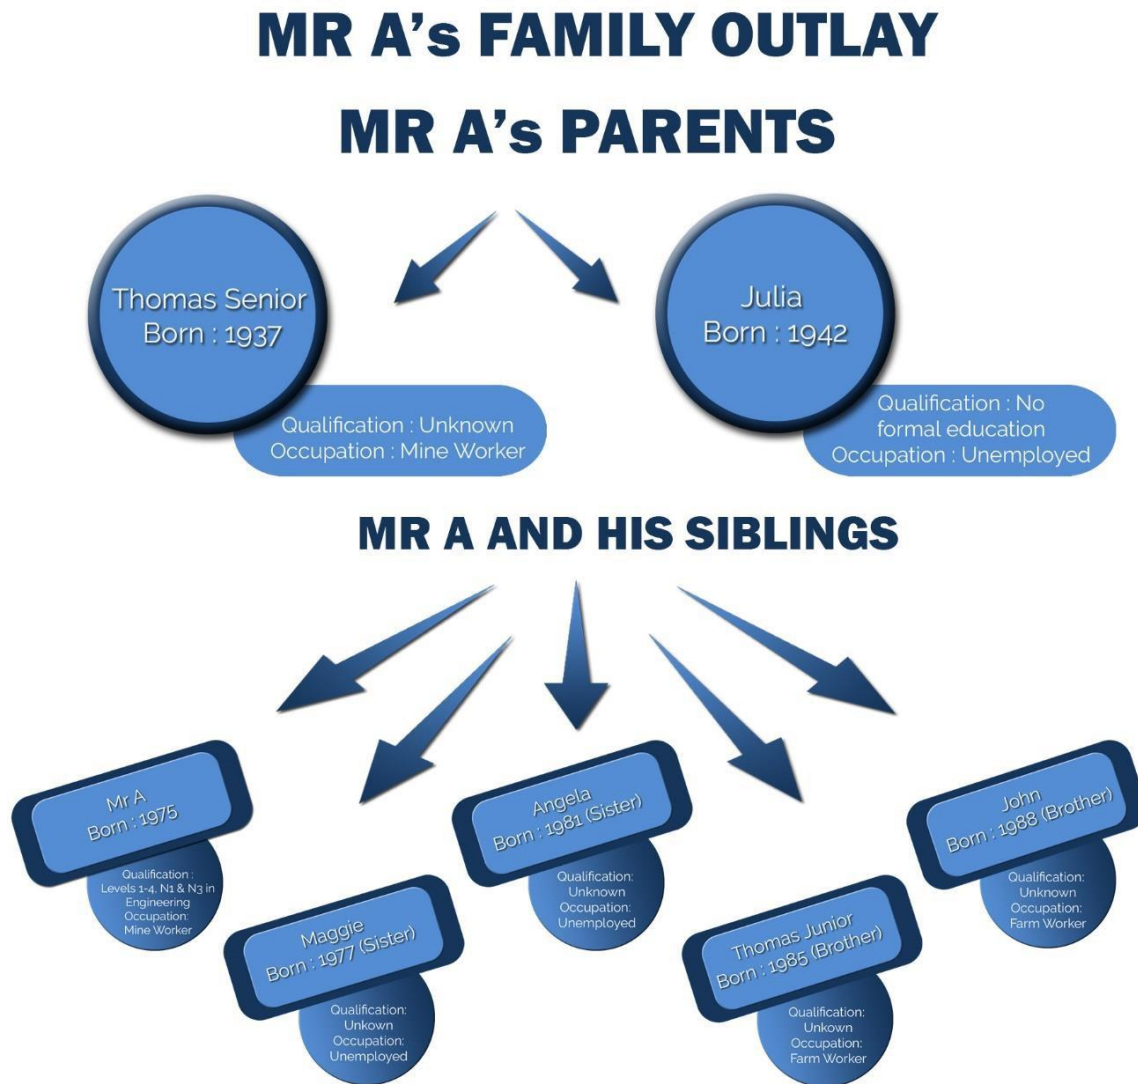 MR A's FAMILY OUTLAY
MR A's PARENTS
Thomas Senior
Born : 1937
Qualification : Unknown
Occupation : Mine Worker
Julia
Born : 1942
Qualification : No
formal education
Occupation : Unemployed
MR A AND HIS SIBLINGS
Mr A
Born : 1975
Qualification :
Levels 1-4, N1 & N3 in
Engineering
Occupation:
Mine Worker
Maggie
Born : 1977 (Sister)
Qualification:
Unkown
Occupation:
Unemployed
Angela
Born : 1981 (Sister)
Qualification:
Unknown
Occupation:
Unemployed
Thomas Junior
Born : 1985 (Brother)
Qualification:
Unkown
Occupation:
Farm Worker
John
Born : 1988 (Brother)
Qualification:
Unknown
Occupation:
Farm Worker